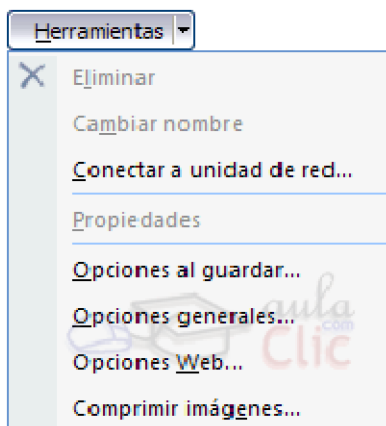 Herramientas
Eliminar
Cambiar nombre
Conectar a unidad de red...
Propiedades
Opciones al guardar...
Opciones generales...
Opciones Web...
Comprimir imágenes...
aula
.com
Clic